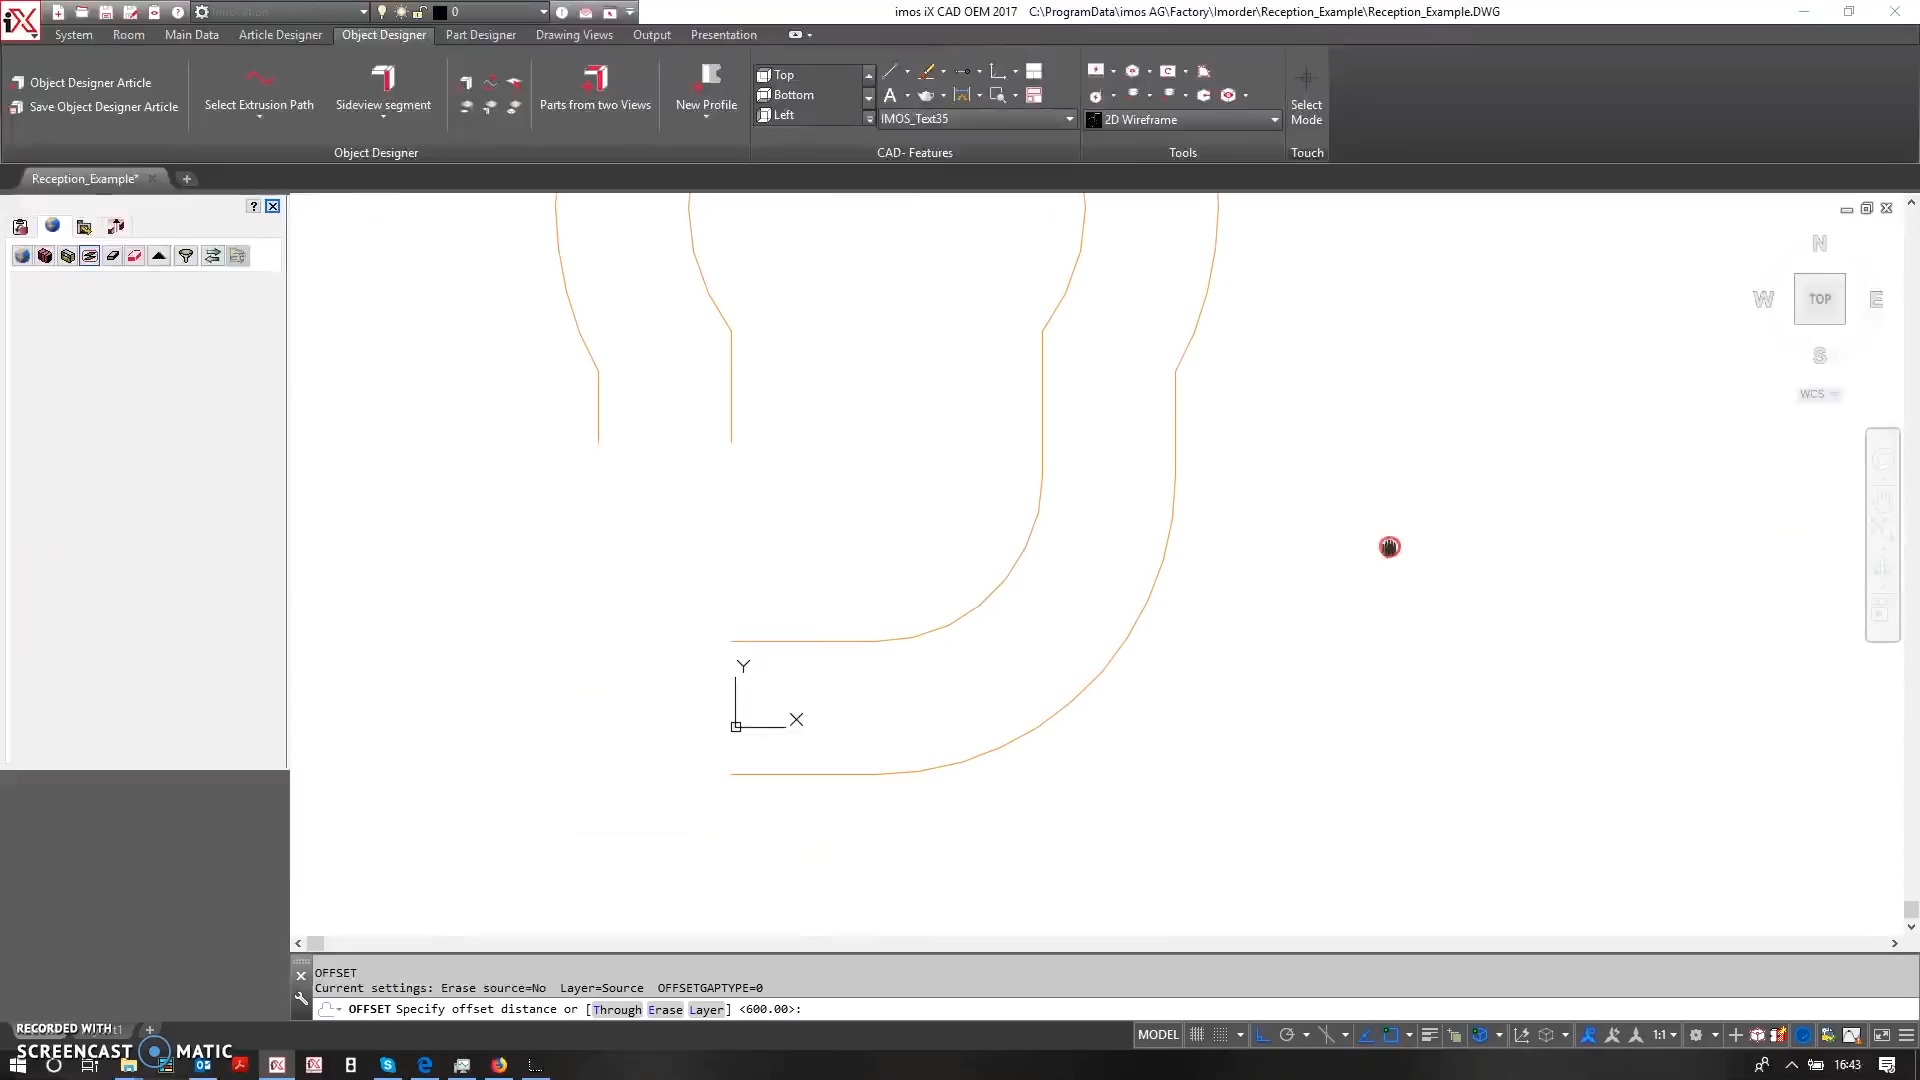 iX
0
imos iX CAD OEM 2017 C:\ProgramData\imos AG\Factory\Imorder\Reception_Example\Reception_Example.DWG
System Room Main Data Article Designer Object Designer Part Designer Drawing Views Output Presentation
Object Designer Article
Save Object Designer Article
Select Extrusion Path
Sideview segment
Parts from two Views
New Profile
Top
Bottom
Left
A
IMOS_Text35
2D Wireframe
Select
Mode
Object Designer
CAD- Features
Tools
Touch
Reception_Example*
?
N
W
TOP
E
S
WCS
Y
X
OFFSET
Current settings: Erase source=No Layer=Source OFFSETGAPTYPE=0
OFFSET Specify offset distance or [Through Erase Layer] <600.00>:
MODEL
1:1
RECORDED WITH
SCREENCAST MATIC
16:43